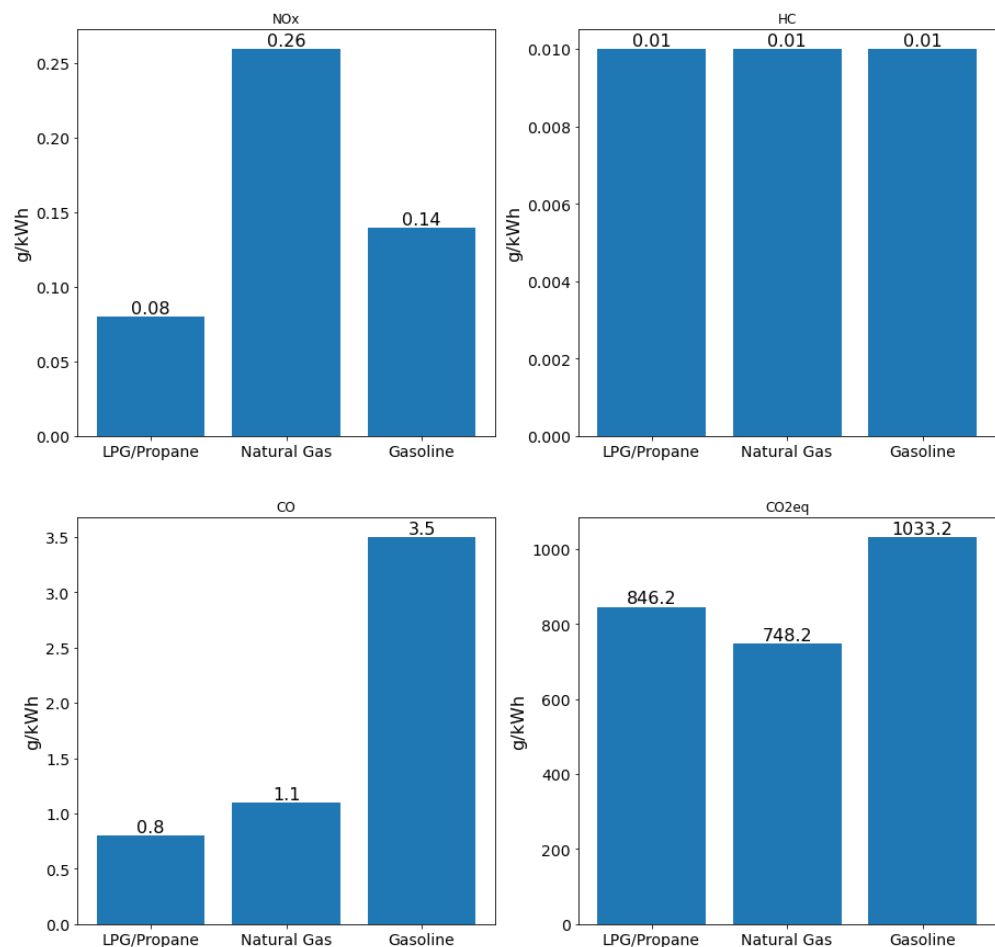 NOx
0.26
0.25
0.20
0.15
0.14
0.10
0.08
0.05
0.00
g/kWh
LPG/Propane Natural Gas Gasoline
HC
0.010 0.01 0.01 0.01
0.008
0.006
0.004
0.002
0.000
g/kWh
LPG/Propane Natural Gas Gasoline
CO
3.5 3.5
3.0
2.5
2.0
1.5
1.1
1.0
0.8
0.5
0.0
g/kWh
LPG/Propane Natural Gas Gasoline
CO2eq
1033.2
1000
846.2
800
748.2
600
400
200
0
g/kWh
LPG/Propane Natural Gas Gasoline